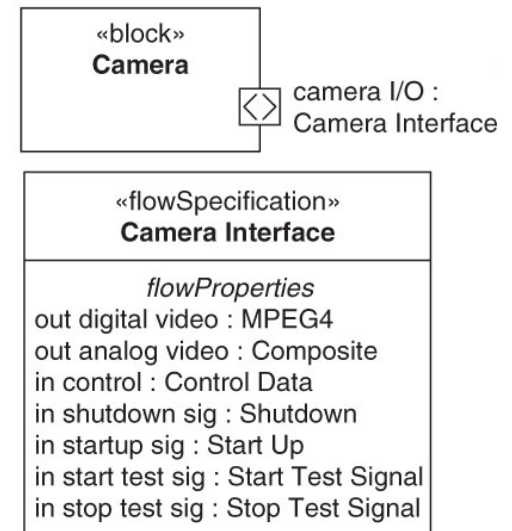 «block»
Camera
camera I/O :
Camera Interface
«flowSpecification»
Camera Interface
flowProperties
out digital video : MPEG4
out analog video : Composite
in control : Control Data
in shutdown sig : Shutdown
in startup sig : Start Up
in start test sig : Start Test Signal
in stop test sig : Stop Test Signal